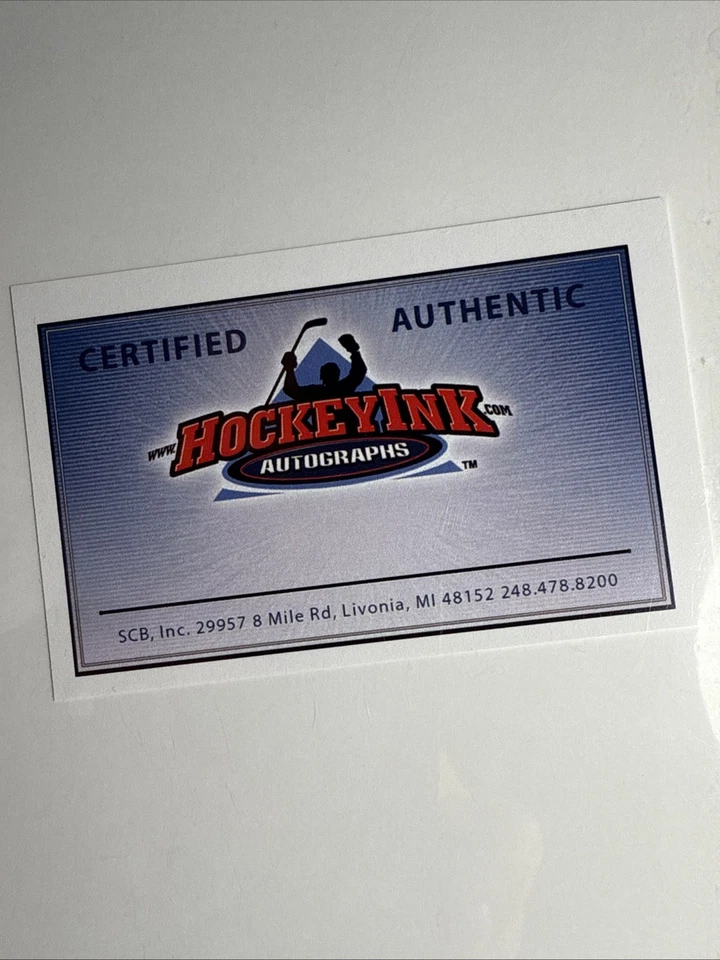 CERTIFIED AUTHENTIC
www.HOCKEYINK.COM
AUTOGRAPHS TM
SCB, Inc. 29957 8 Mile Rd, Livonia, MI 48152 248.478.8200